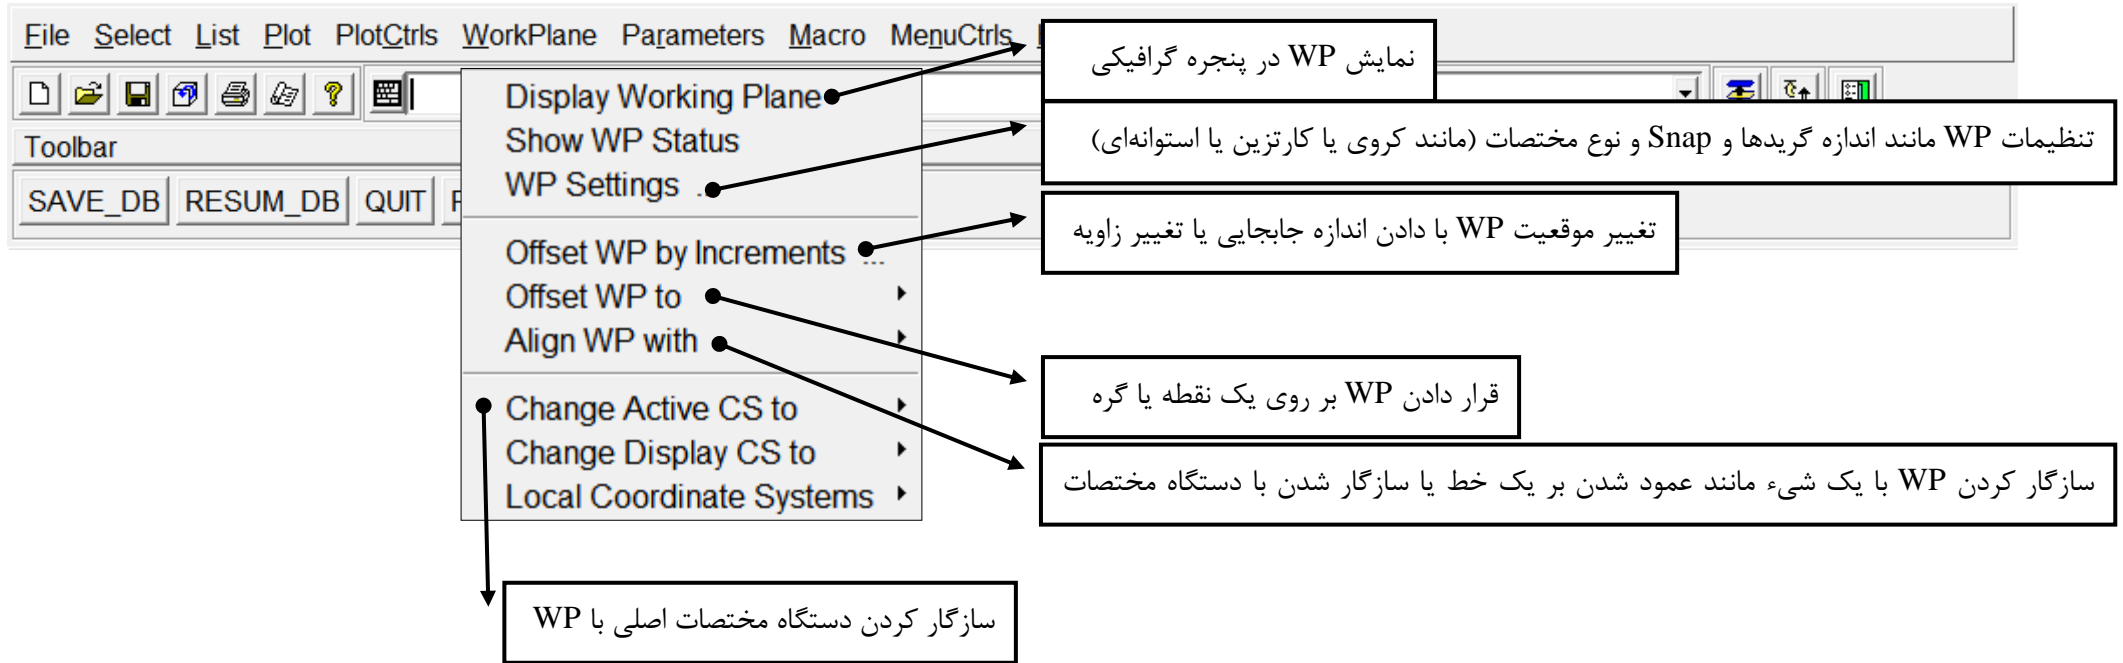 File Select List Plot PlotCtrls WorkPlane Parameters Macro MenuCtrls
نمایش WP در پنجره گرافیکی
Display Working Plane
Show WP Status
تنظیمات WP مانند اندازه گریدها و Snap و نوع مختصات (مانند کروی یا کارتزین یا استوانه‌ای)
Toolbar
WP Settings ...
SAVE_DB RESUM_DB QUIT
تغییر موقعیت WP با دادن اندازه جابجایی یا تغییر زاویه
Offset WP by Increments ...
Offset WP to
Align WP with
قرار دادن WP بر روی یک نقطه یا گره
Change Active CS to
Change Display CS to
Local Coordinate Systems
سازگار کردن WP با یک شیء مانند عمود شدن بر یک خط یا سازگار شدن با دستگاه مختصات
سازگار کردن دستگاه مختصات اصلی با WP